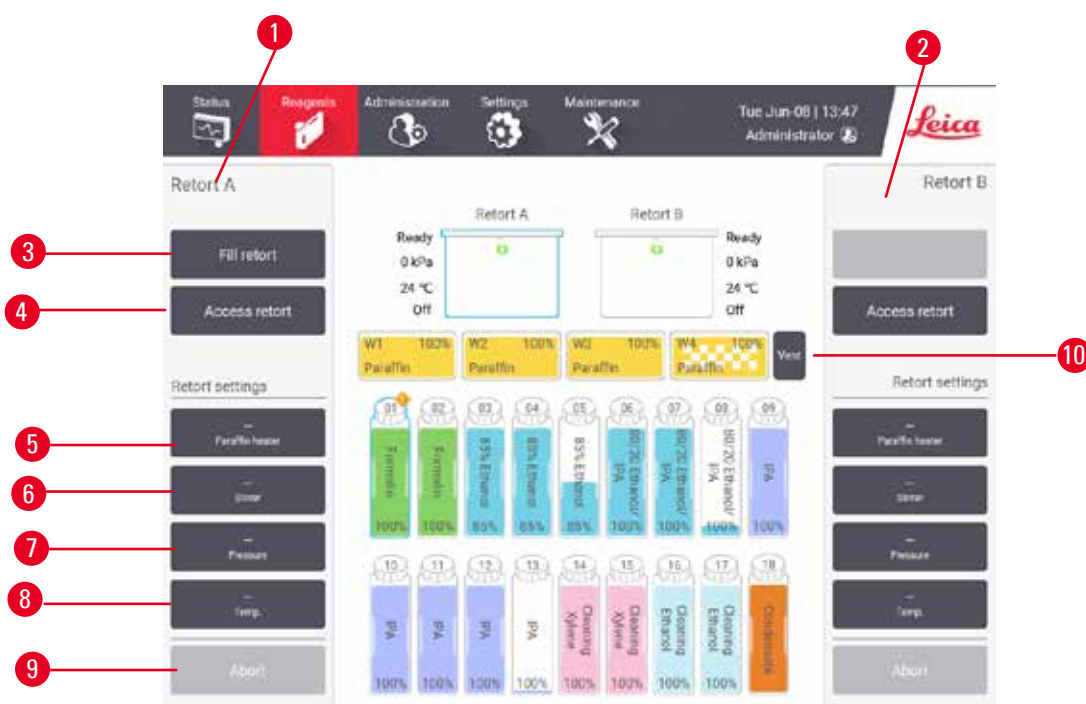 1
2
Status Reagents Administration Settings Maintenance
Tue Jun-08 | 13:47
Administrator
Leica
Retort A
Retort B
Retort A
Retort B
3
Fill retort
Ready
0 kPa
24 °C
Off
Ready
0 kPa
24 °C
Off
4
Access retort
Access retort
W1 100%
Paraffin
W2 100%
Paraffin
W3 100%
Paraffin
W4 100%
Paraffin
Vent
10
Retort settings
Retort settings
5
--
Paraffin heater
--
Paraffin heater
6
--
Stirrer
--
Stirrer
7
--
Pressure
--
Pressure
8
--
Temp.
--
Temp.
9
Abort
Abort
01
Formalin
100%
02
Formalin
100%
03
85% Ethanol
85%
04
85% Ethanol
85%
05
85% Ethanol
85%
06
80/20 Ethanol/
IPA
100%
07
80/20 Ethanol/
IPA
100%
08
80/20 Ethanol/
IPA
100%
09
IPA
100%
10
IPA
100%
11
IPA
100%
12
IPA
100%
13
IPA
100%
14
Cleaning
Xylene
100%
15
Cleaning
Xylene
100%
16
Cleaning
Ethanol
100%
17
Cleaning
Ethanol
100%
18
Condensate